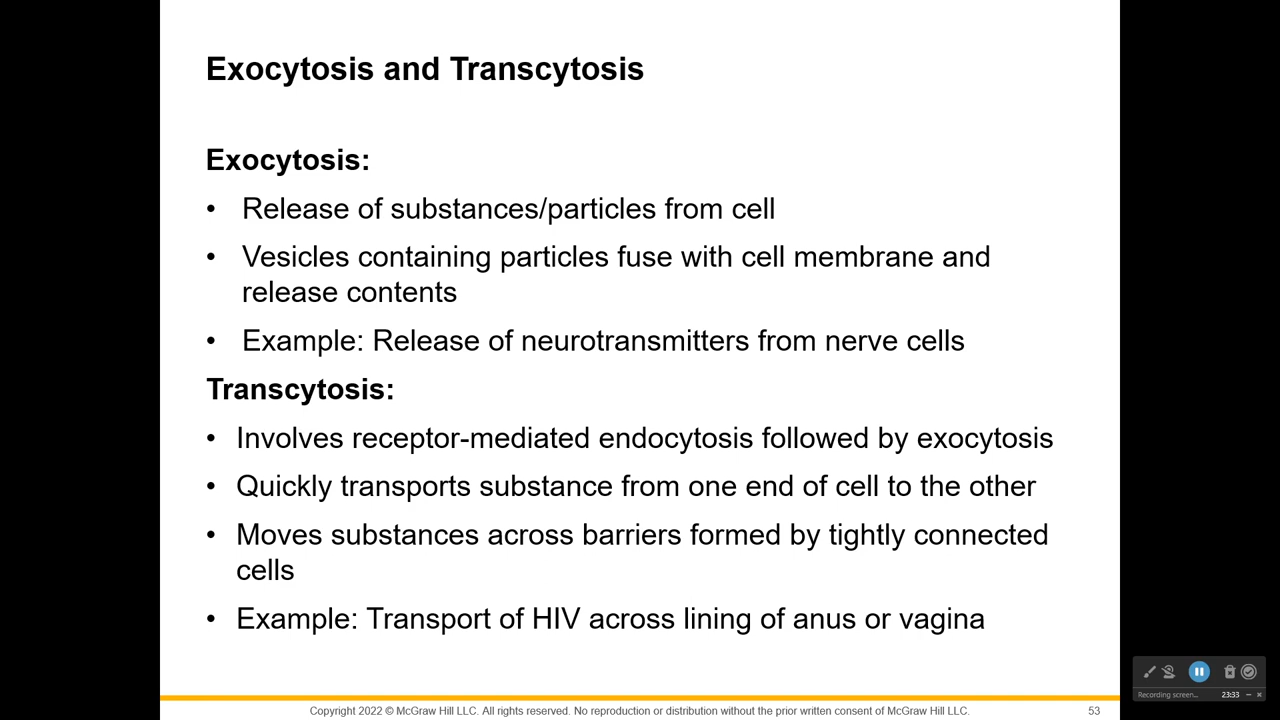 Exocytosis and Transcytosis
Exocytosis:
• Release of substances/particles from cell
• Vesicles containing particles fuse with cell membrane and
release contents
• Example: Release of neurotransmitters from nerve cells
Transcytosis:
• Involves receptor-mediated endocytosis followed by exocytosis
• Quickly transports substance from one end of cell to the other
• Moves substances across barriers formed by tightly connected
cells
• Example: Transport of HIV across lining of anus or vagina
Recording screen... 23:33
Copyright 2022 © McGraw Hill LLC. All rights reserved. No reproduction or distribution without the prior written consent of McGraw Hill LLC. 53